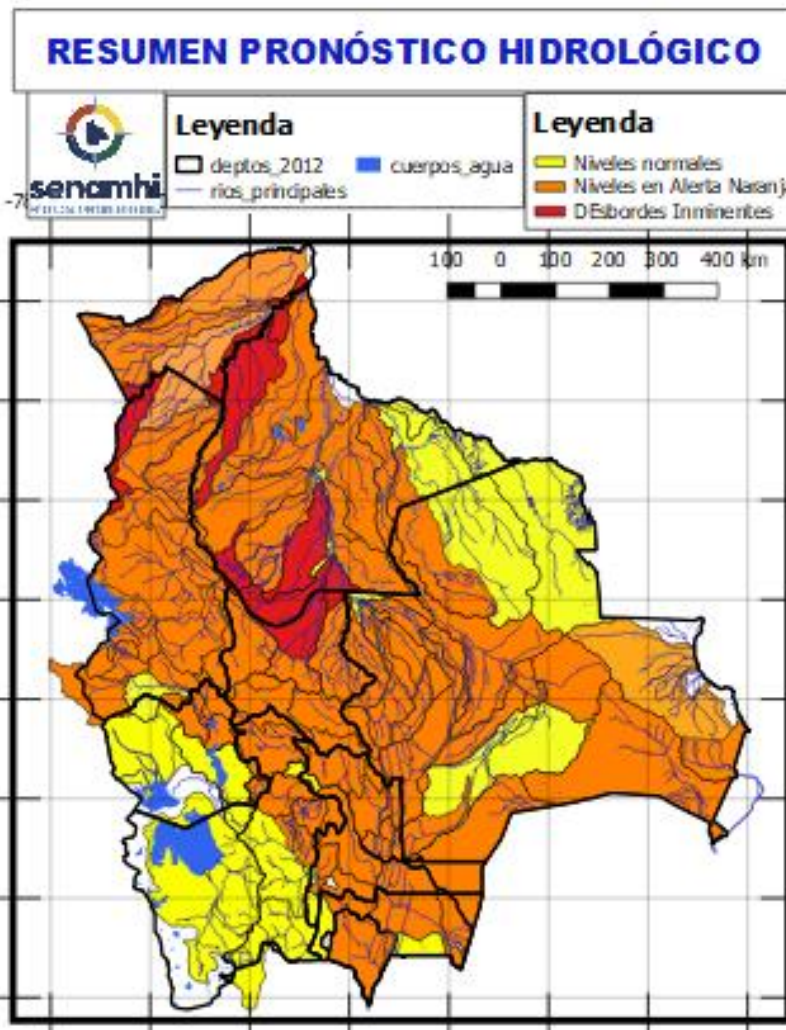 RESUMEN PRONÓSTICO HIDROLÓGICO
senamhi
Leyenda
deptos_2012
cuerpos_agua
rios_principales
Leyenda
Niveles normales
Niveles en Alerta Naranj
DEsbordes Inminentes
100 0 100 200 300 400 km